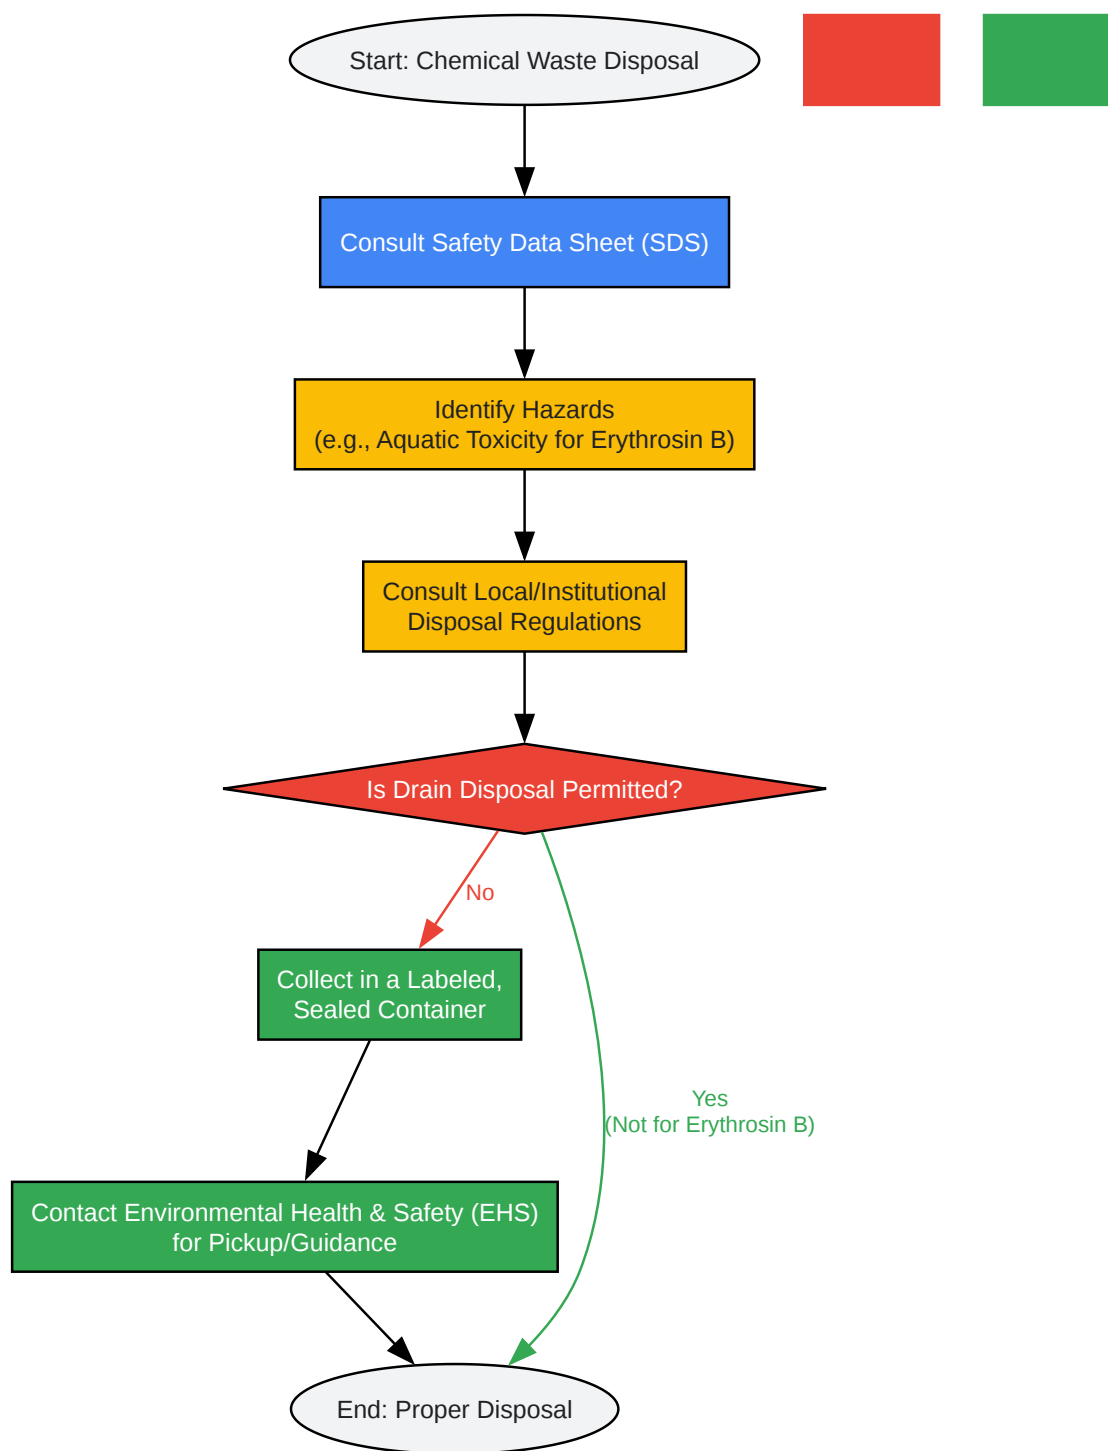 Start: Chemical Waste Disposal
Consult Safety Data Sheet (SDS)
Identify Hazards
(e.g., Aquatic Toxicity for Erythrosin B)
Consult Local/Institutional
Disposal Regulations
Is Drain Disposal Permitted?
No
Collect in a Labeled,
Sealed Container
Yes
(Not for Erythrosin B)
Contact Environmental Health & Safety (EHS)
for Pickup/Guidance
End: Proper Disposal